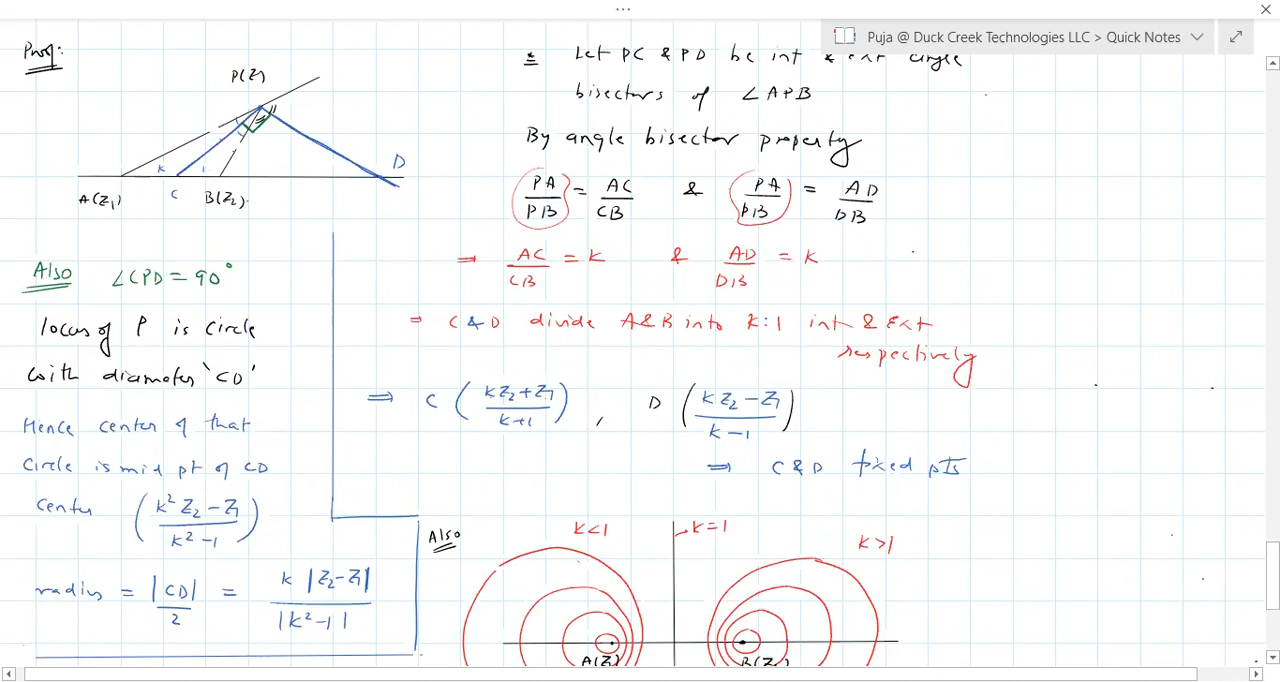 Puja @ Duck Creek Technologies LLC > Quick Notes
Proof:
P(Z)
K
1
D
A(Z₁)
C
B(Z₂)
Let PC & PD be int & Ext angle
bisectors of ∠APB
By angle bisector property
PA/PB = AC/CB & PA/PB = AD/DB
⇒ AC/CB = K & AD/DB = K
⇒ C & D divide A&B into K:1 int & Ext
respectively
⇒ C ((kZ₂+Z₁)/(k+1)), D ((kZ₂-Z₁)/(k-1))
⇒ C & D fixed pts
Also ∠CPD = 90°
locus of P is circle
with diameter 'CD'
Hence center of that
Circle is mid pt of CD
center ((k²Z₂-Z₁)/(k²-1))
radius = |CD|/2 = k|Z₂-Z₁|/|k²-1|
Also
K<1
K=1
K>1
A(Z₁)
B(Z₂)